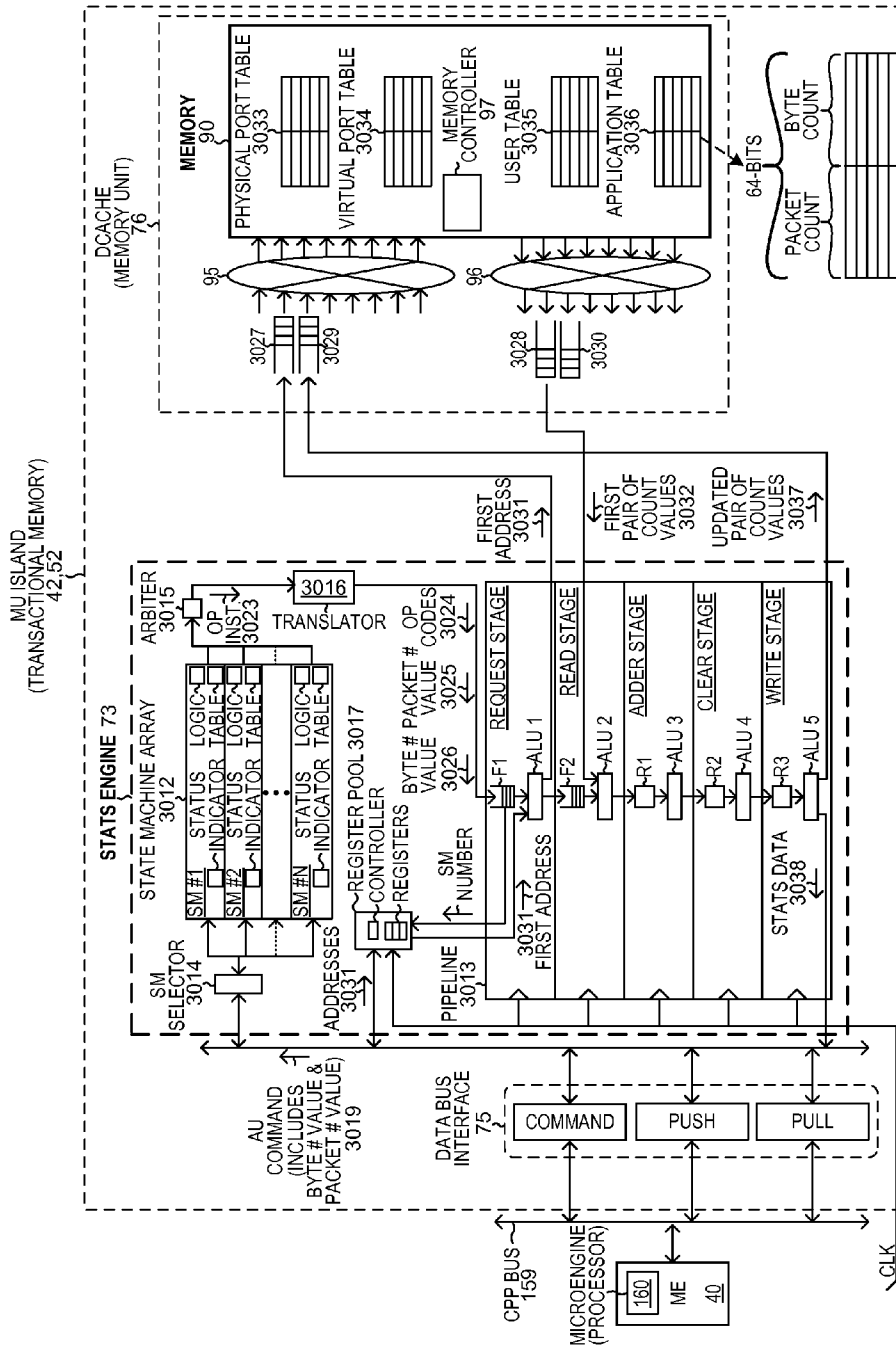 MU ISLAND
(TRANSACTIONAL MEMORY)
42,52
STATS ENGINE 73
STATE MACHINE ARRAY
3012
SM #1
STATUS
INDICATOR
LOGIC
TABLE
SM #2
STATUS
INDICATOR
LOGIC
TABLE
SM #N
STATUS
INDICATOR
LOGIC
TABLE
SM
SELECTOR
3014
ARBITER
3015
OP
INST.
3023
3016
TRANSLATOR
AU
COMMAND
(INCLUDES
BYTE # VALUE &
PACKET # VALUE)
3019
ADDRESSES
3031
REGISTER POOL 3017
CONTROLLER
REGISTERS
SM
NUMBER
3031
FIRST ADDRESS
BYTE #
VALUE
3026
PACKET #
VALUE
3025
OP
CODES
3024
PIPELINE
3013
REQUEST STAGE
F1
ALU 1
READ STAGE
F2
ALU 2
ADDER STAGE
R1
ALU 3
CLEAR STAGE
R2
ALU 4
WRITE STAGE
R3
ALU 5
STATS DATA
3038
FIRST
ADDRESS
3031
FIRST
PAIR OF
COUNT
VALUES
3032
UPDATED
PAIR OF
COUNT
VALUES
3037
DCACHE
(MEMORY UNIT)
76
3027
3029
95
3028
3030
96
MEMORY
90
PHYSICAL PORT TABLE
3033
VIRTUAL PORT TABLE
3034
MEMORY
CONTROLLER
97
USER TABLE
3035
APPLICATION TABLE
3036
64-BITS
PACKET
COUNT
BYTE
COUNT
DATA BUS
INTERFACE
75
COMMAND
PUSH
PULL
CPP BUS
159
MICROENGINE
(PROCESSOR)
160
ME
40
CLK